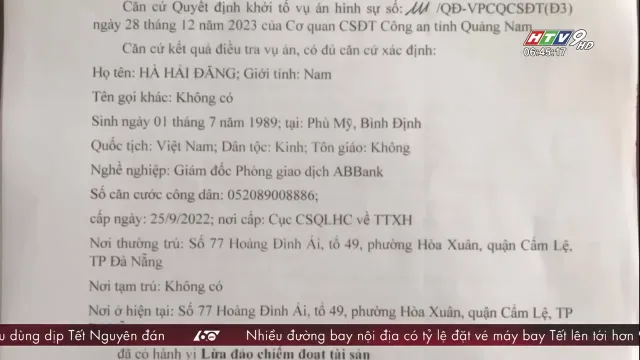 Căn cứ Quyết định khởi tố vụ án hình sự số: /QĐ-VPCQCSĐT(Đ3)
ngày 28 tháng 12 năm 2023 của Cơ quan CSĐT Công an tỉnh Quảng Nam
HTV9 HD
06:45:17
Căn cứ kết quả điều tra vụ án, có đủ căn cứ xác định:
Họ tên: HÀ HẢI ĐĂNG; Giới tính: Nam
Tên gọi khác: Không có
Sinh ngày 01 tháng 7 năm 1989; tại: Phù Mỹ, Bình Định
Quốc tịch: Việt Nam; Dân tộc: Kinh; Tôn giáo: Không
Nghề nghiệp: Giám đốc Phòng giao dịch ABBank
Số căn cước công dân: 052089008886;
cấp ngày: 25/9/2022; nơi cấp: Cục CSQLHC về TTXH
Nơi thường trú: Số 77 Hoàng Đình Ái, tổ 49, phường Hòa Xuân, quận Cẩm Lệ,
TP Đà Nẵng
Nơi tạm trú: Không có
Nơi ở hiện tại: Số 77 Hoàng Đình Ái, tổ 49, phường Hòa Xuân, quận Cẩm Lệ, TP
u dùng dịp Tết Nguyên đán 60 Nhiều đường bay nội địa có tỷ lệ đặt vé máy bay Tết lên tới hơn
đã có hành vi Lừa đảo chiếm đoạt tài sản